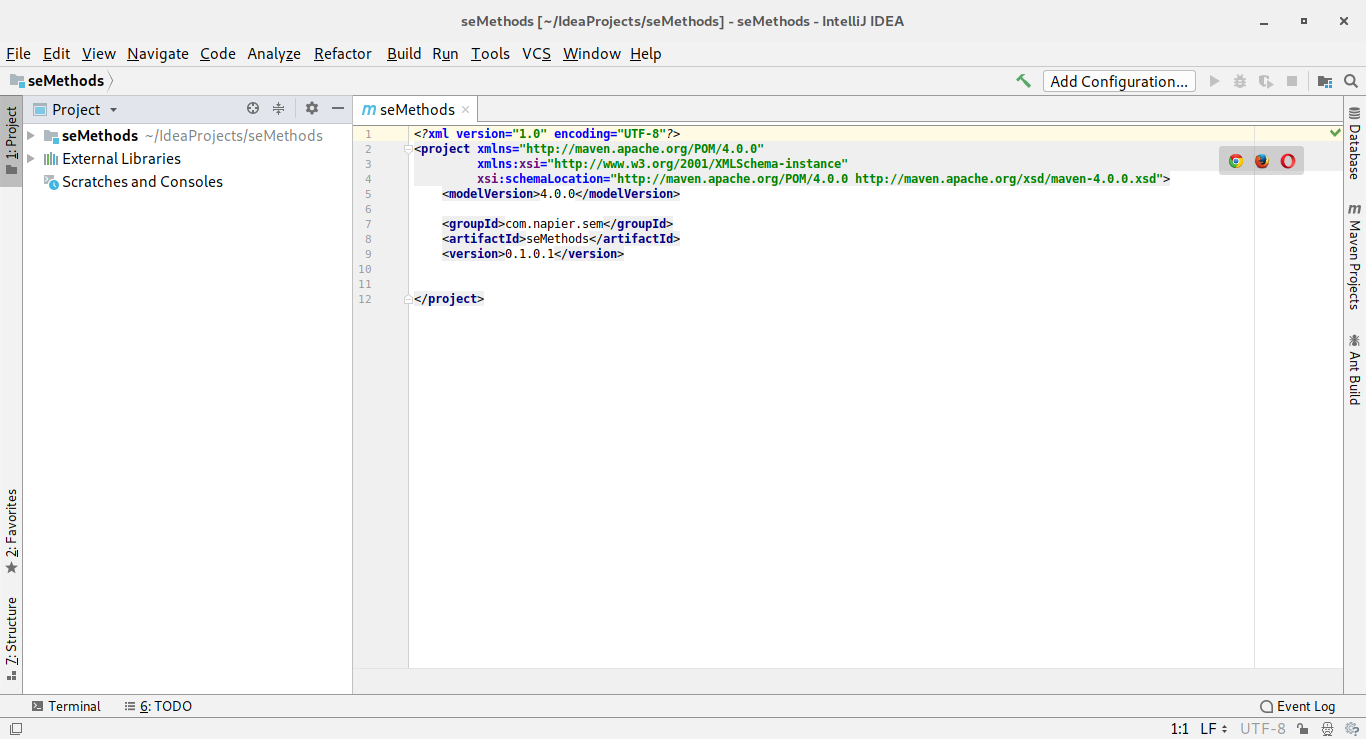 seMethods [~/IdeaProjects/seMethods] - seMethods - IntelliJ IDEA
File Edit View Navigate Code Analyze Refactor Build Run Tools VCS Window Help
seMethods
Add Configuration...
1: Project
2: Favorites
7: Structure
Project
seMethods ~/IdeaProjects/seMethods
External Libraries
Scratches and Consoles
m seMethods
1 <?xml version="1.0" encoding="UTF-8"?>
2 <project xmlns="http://maven.apache.org/POM/4.0.0"
3 xmlns:xsi="http://www.w3.org/2001/XMLSchema-instance"
4 xsi:schemaLocation="http://maven.apache.org/POM/4.0.0 http://maven.apache.org/xsd/maven-4.0.0.xsd">
5 <modelVersion>4.0.0</modelVersion>
6
7 <groupId>com.napier.sem</groupId>
8 <artifactId>seMethods</artifactId>
9 <version>0.1.0.1</version>
10
11
12 </project>
Database
m Maven Projects
Ant Build
Terminal
6: TODO
Event Log
1:1 LF UTF-8